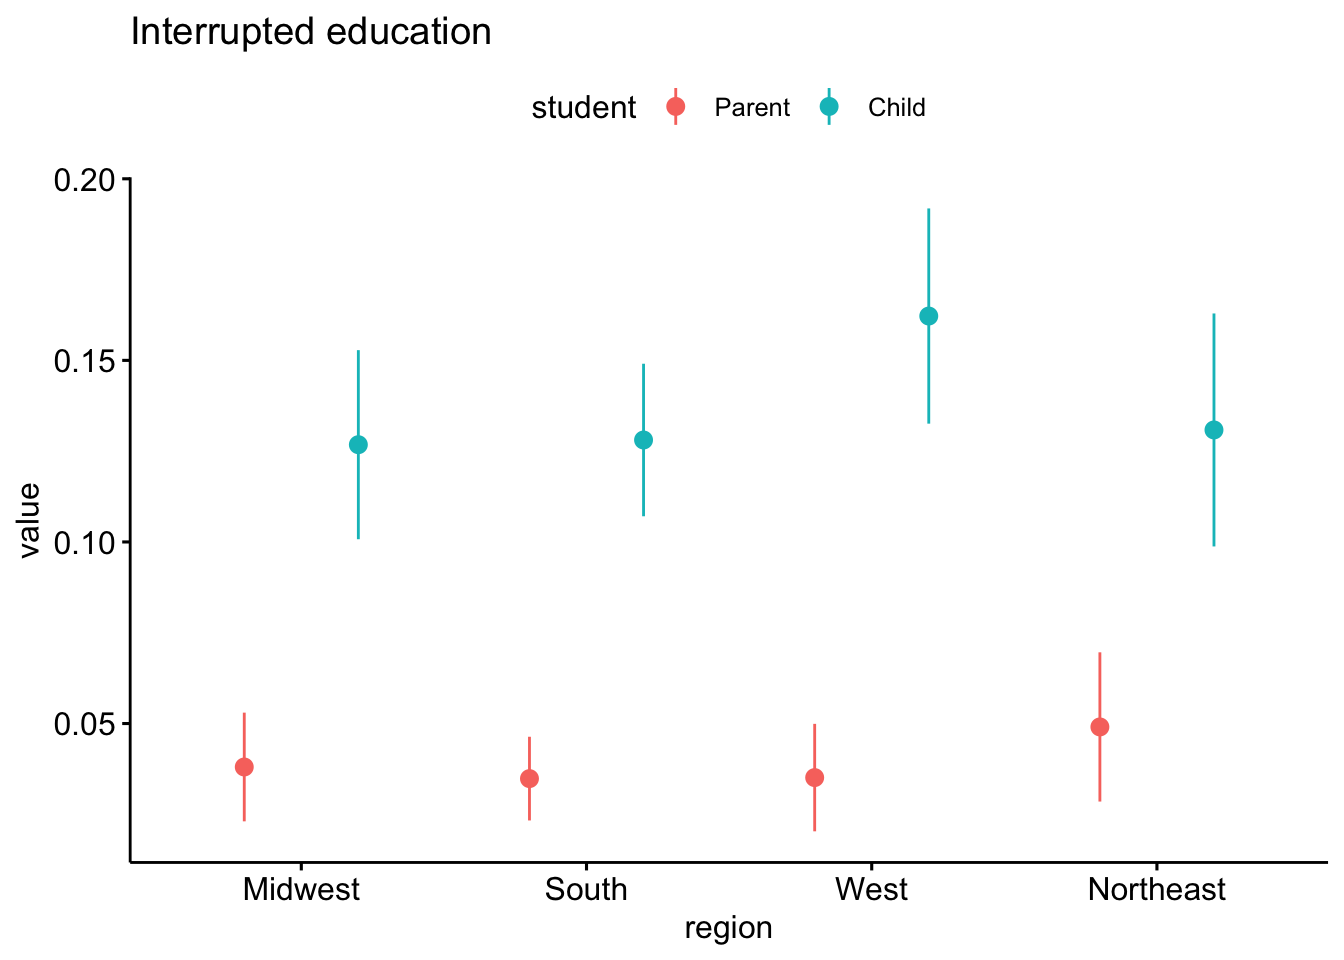 Interrupted education
student Parent Child
0.20
0.15
0.10
0.05
value
Midwest South West Northeast
region